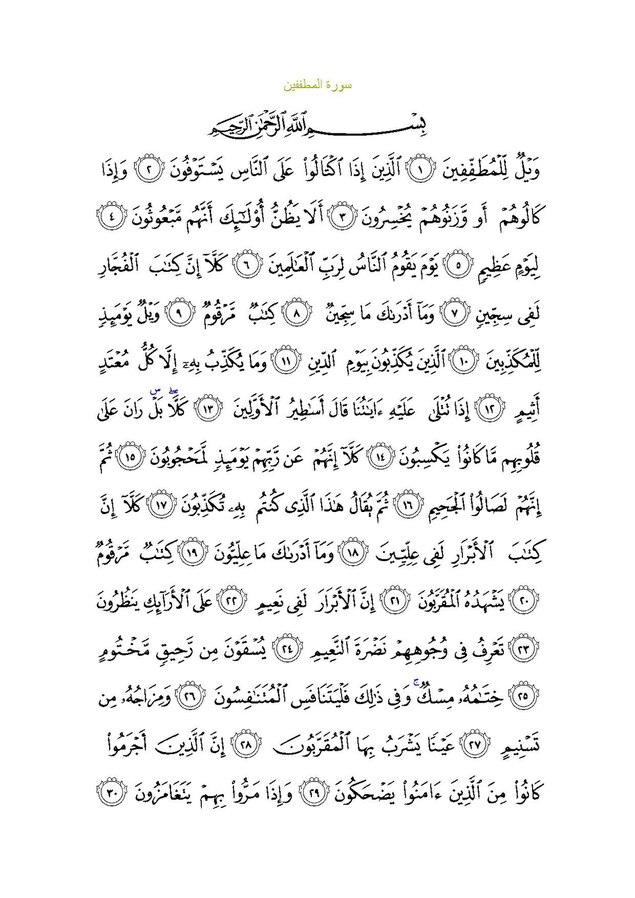 سورة المطففين
بِسْمِ ٱللَّهِ ٱلرَّحْمَٰنِ ٱلرَّحِيمِ
وَيْلٌ لِّلْمُطَفِّفِينَ ١ ٱلَّذِينَ إِذَا ٱكْتَالُوا۟ عَلَى ٱلنَّاسِ يَسْتَوْفُونَ ٢ وَإِذَا
كَالُوهُمْ أَو وَّزَنُوهُمْ يُخْسِرُونَ ٣ أَلَا يَظُنُّ أُو۟لَٰٓئِكَ أَنَّهُم مَّبْعُوثُونَ ٤
لِيَوْمٍ عَظِيمٍ ٥ يَوْمَ يَقُومُ ٱلنَّاسُ لِرَبِّ ٱلْعَٰلَمِينَ ٦ كَلَّآ إِنَّ كِتَٰبَ ٱلْفُجَّارِ
لَفِى سِجِّينٍ ٧ وَمَآ أَدْرَىٰكَ مَا سِجِّينٌ ٨ كِتَٰبٌ مَّرْقُومٌ ٩ وَيْلٌ يَوْمَئِذٍ
لِّلْمُكَذِّبِينَ ١٠ ٱلَّذِينَ يُكَذِّبُونَ بِيَوْمِ ٱلدِّينِ ١١ وَمَا يُكَذِّبُ بِهِۦٓ إِلَّا كُلُّ مُعْتَدٍ
أَثِيمٍ ١٢ إِذَا تُتْلَىٰ عَلَيْهِ ءَايَٰتُنَا قَالَ أَسَٰطِيرُ ٱلْأَوَّلِينَ ١٣ كَلَّا ۖ بَلْ ۜ رَانَ عَلَىٰ
قُلُوبِهِم مَّا كَانُوا۟ يَكْسِبُونَ ١٤ كَلَّآ إِنَّهُمْ عَن رَّبِّهِمْ يَوْمَئِذٍ لَّمَحْجُوبُونَ ١٥ ثُمَّ
إِنَّهُمْ لَصَالُوا۟ ٱلْجَحِيمِ ١٦ ثُمَّ يُقَالُ هَٰذَا ٱلَّذِى كُنتُم بِهِۦ تُكَذِّبُونَ ١٧ كَلَّآ إِنَّ
كِتَٰبَ ٱلْأَبْرَارِ لَفِى عِلِّيِّينَ ١٨ وَمَآ أَدْرَىٰكَ مَا عِلِّيُّونَ ١٩ كِتَٰبٌ مَّرْقُومٌ
٢٠ يَشْهَدُهُ ٱلْمُقَرَّبُونَ ٢١ إِنَّ ٱلْأَبْرَارَ لَفِى نَعِيمٍ ٢٢ عَلَى ٱلْأَرَآئِكِ يَنظُرُونَ
٢٣ تَعْرِفُ فِى وُجُوهِهِمْ نَضْرَةَ ٱلنَّعِيمِ ٢٤ يُسْقَوْنَ مِن رَّحِيقٍ مَّخْتُومٍ
٢٥ خِتَٰمُهُۥ مِسْكٌ ۚ وَفِى ذَٰلِكَ فَلْيَتَنَافَسِ ٱلْمُتَنَٰفِسُونَ ٢٦ وَمِزَاجُهُۥ مِن
تَسْنِيمٍ ٢٧ عَيْنًا يَشْرَبُ بِهَا ٱلْمُقَرَّبُونَ ٢٨ إِنَّ ٱلَّذِينَ أَجْرَمُوا۟
كَانُوا۟ مِنَ ٱلَّذِينَ ءَامَنُوا۟ يَضْحَكُونَ ٢٩ وَإِذَا مَرُّوا۟ بِهِمْ يَتَغَامَزُونَ ٣٠